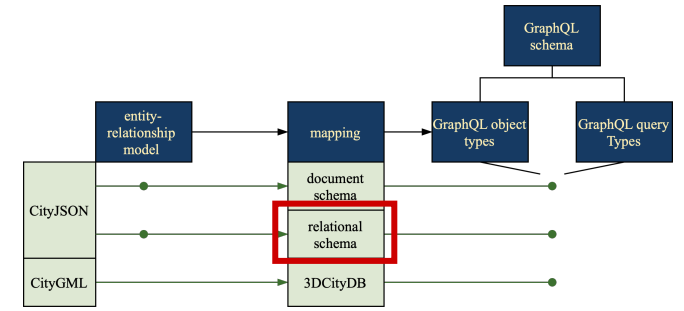 GraphQL
schema
entity-
relationship
model
mapping
GraphQL object
types
GraphQL query
Types
CityJSON
document
schema
relational
schema
CityGML
3DCityDB